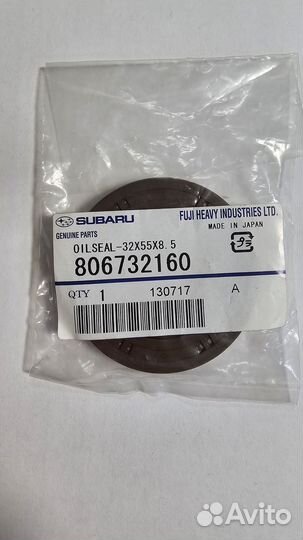 SUBARU
FUJI HEAVY INDUSTRIES LTD.
GENUINE PARTS
MADE IN JAPAN
OILSEAL-32X55X8.5
806732160
QTY 1 130717 A
Avito